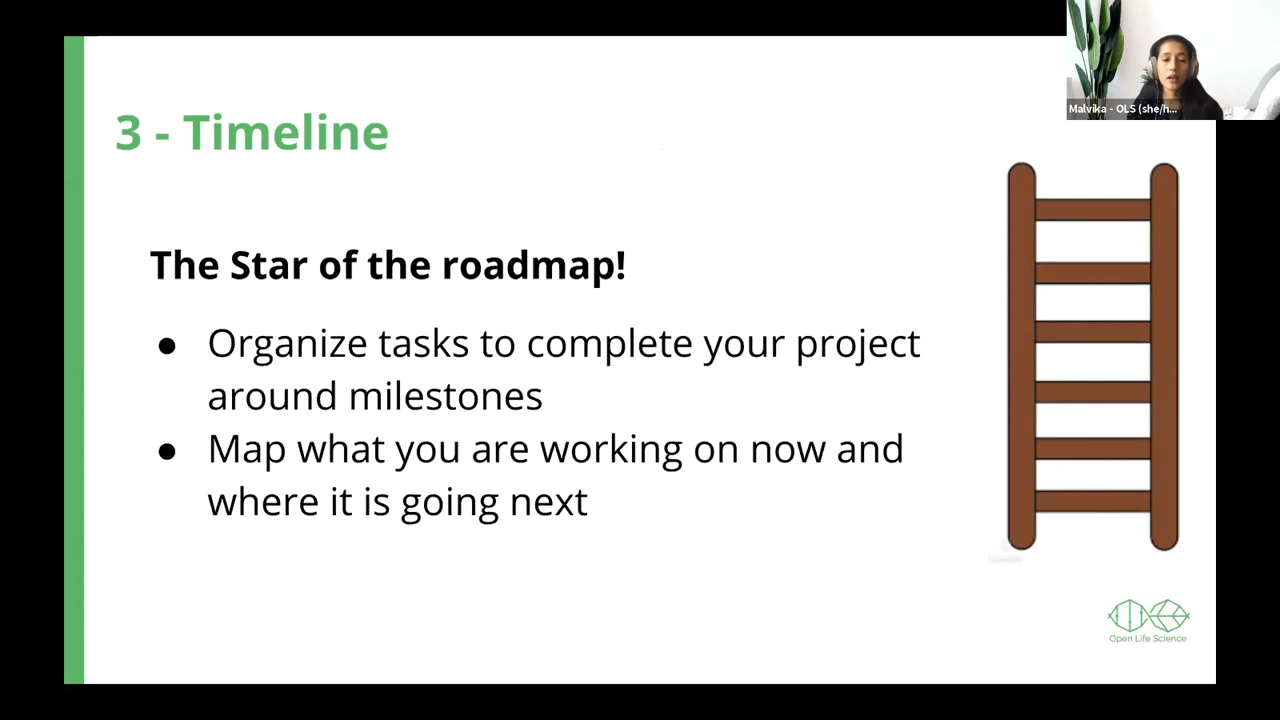 Malvika - OLS (she/h...
3 - Timeline
The Star of the roadmap!
● Organize tasks to complete your project
around milestones
● Map what you are working on now and
where it is going next
Open Life Science